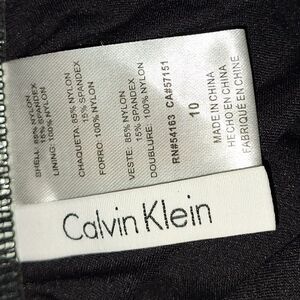 SHELL: 85% NYLON
15% SPANDEX
LINING: 100% NYLON
CHAQUETA: 85% NYLON
15% SPANDEX
FORRO: 100% NYLON
VESTE: 85% NYLON
15% SPANDEX
DOUBLURE: 100% NYLON
RN#54163 CA#57151
10
MADE IN CHINA
HECHO EN CHINA
FABRIQUÉ EN CHINE
Calvin Klein